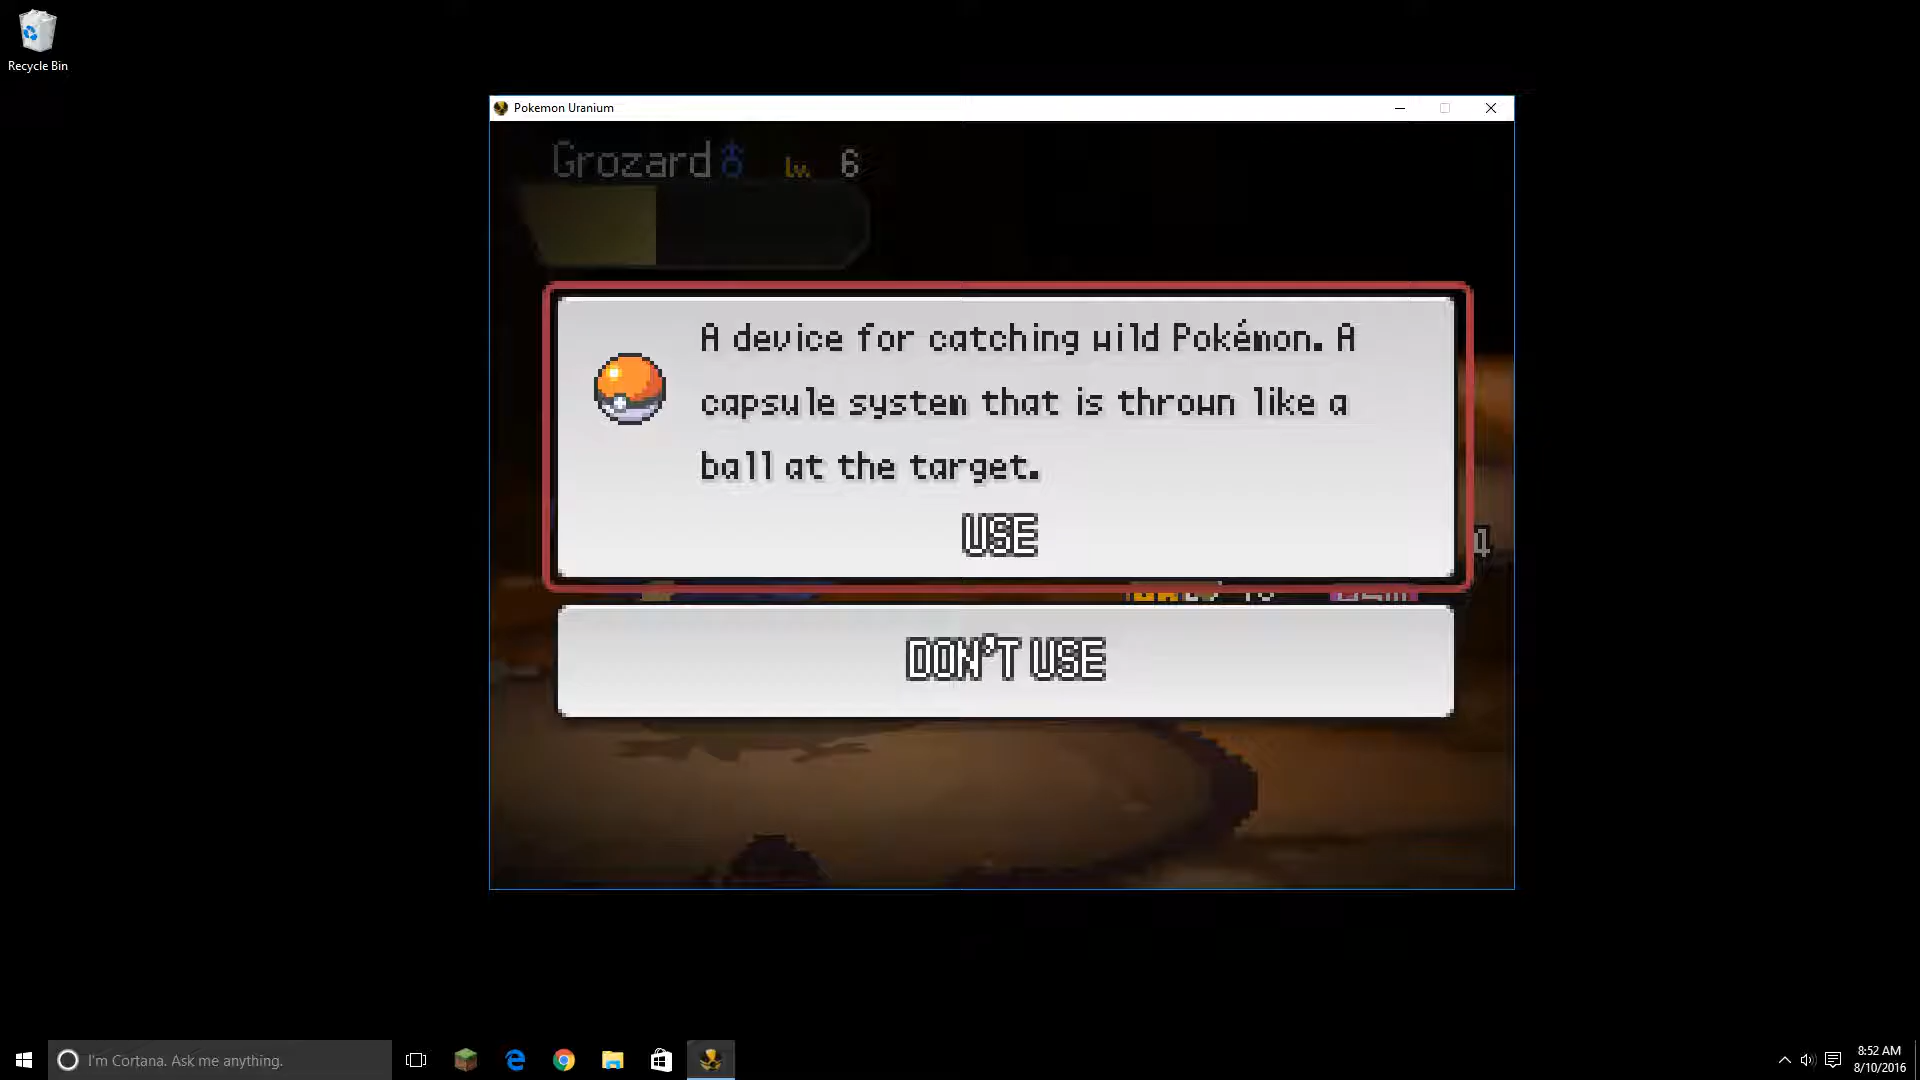 Recycle Bin
Pokemon Uranium
Grozard♂ Lv. 6
A device for catching wild Pokémon. A
capsule system that is thrown like a
ball at the target.
USE
4
DON'T USE
I'm Cortana. Ask me anything.
8:52 AM
8/10/2016